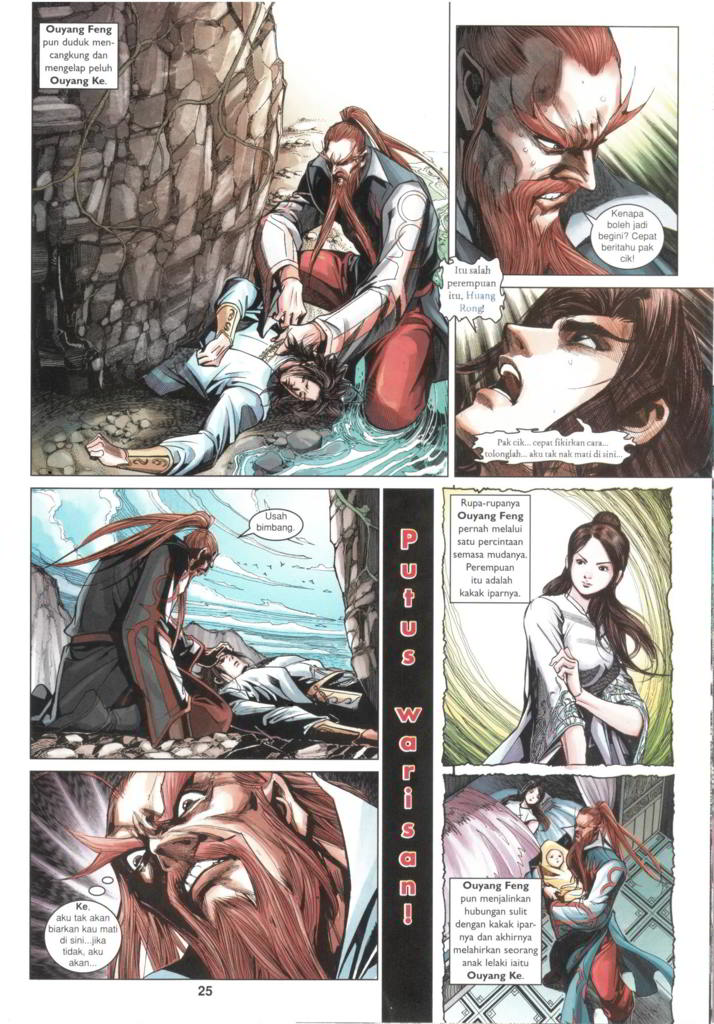 Ouyang Feng
pun duduk men-
cangkung dan
mengelap peluh
Ouyang Ke.
Kenapa
boleh jadi
begini? Cepat
beritahu pak
cik!
Itu salah
perempuan
itu, Huang
Rong!
Pak cik... cepat fikirkan cara...
tolonglah... aku tak nak mati di sini...
Usah
bimbang.
Ke,
aku tak akan
biarkan kau mati
di sini...jika
tidak, aku
akan...
Putus warisan!
Rupa-rupanya
Ouyang Feng
pernah melalui
satu percintaan
semasa mudanya.
Perempuan
itu adalah
kakak iparnya.
Ouyang Feng
pun menjalinkan
hubungan sulit
dengan kakak ipar-
nya dan akhirnya
melahirkan seorang
anak lelaki iaitu
Ouyang Ke.
25